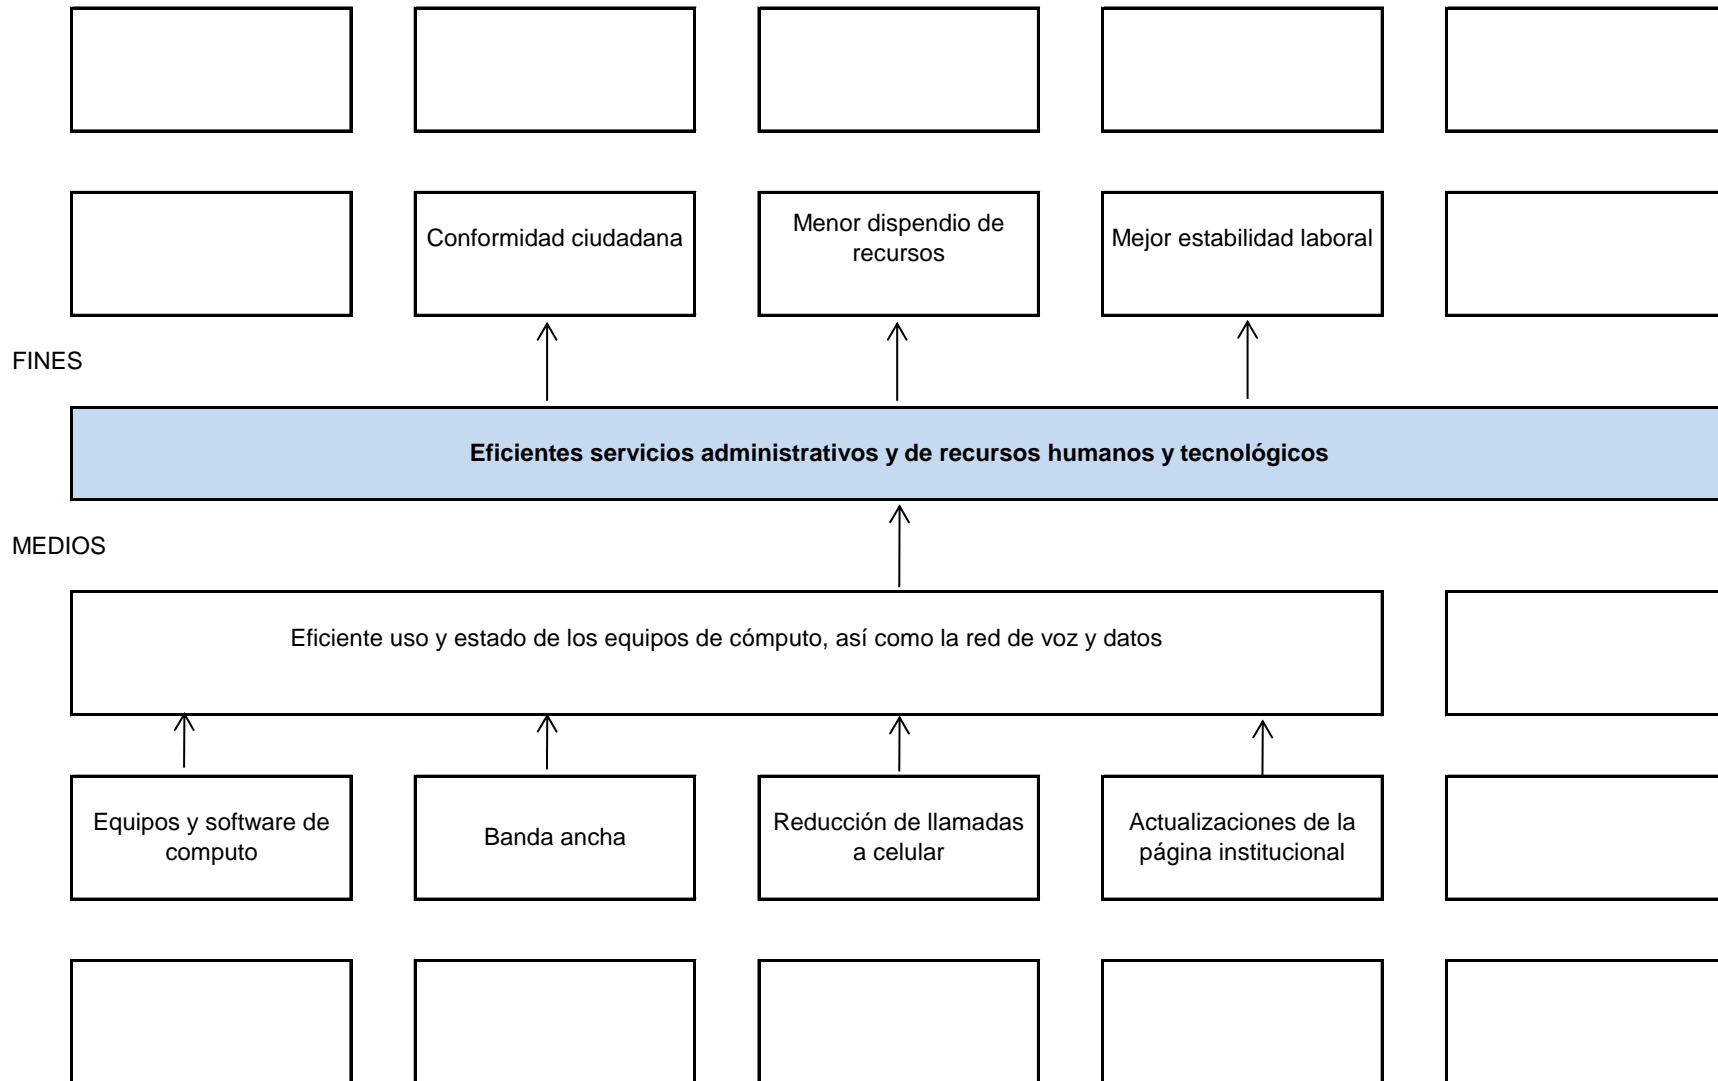 Conformidad ciudadana
Menor dispendio de
recursos
Mejor estabilidad laboral
FINES
Eficientes servicios administrativos y de recursos humanos y tecnológicos
MEDIOS
Eficiente uso y estado de los equipos de cómputo, así como la red de voz y datos
Equipos y software de
computo
Banda ancha
Reducción de llamadas
a celular
Actualizaciones de la
página institucional